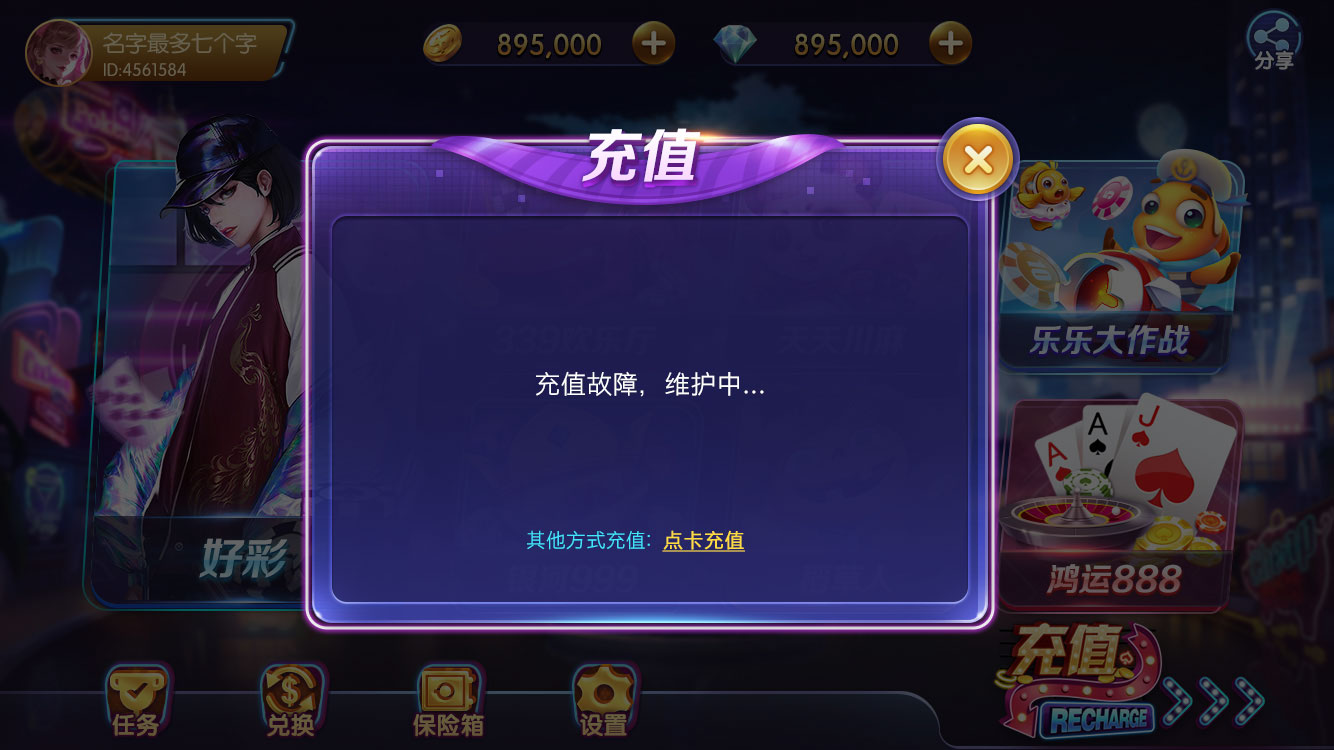 名字最多七个字
ID:4561584
895,000
895,000
分享
充值
乐乐大作战
充值故障，维护中...
其他方式充值：点卡充值
好彩
A
A
J
鸿运888
充值
RECHARGE
任务
兑换
保险箱
设置